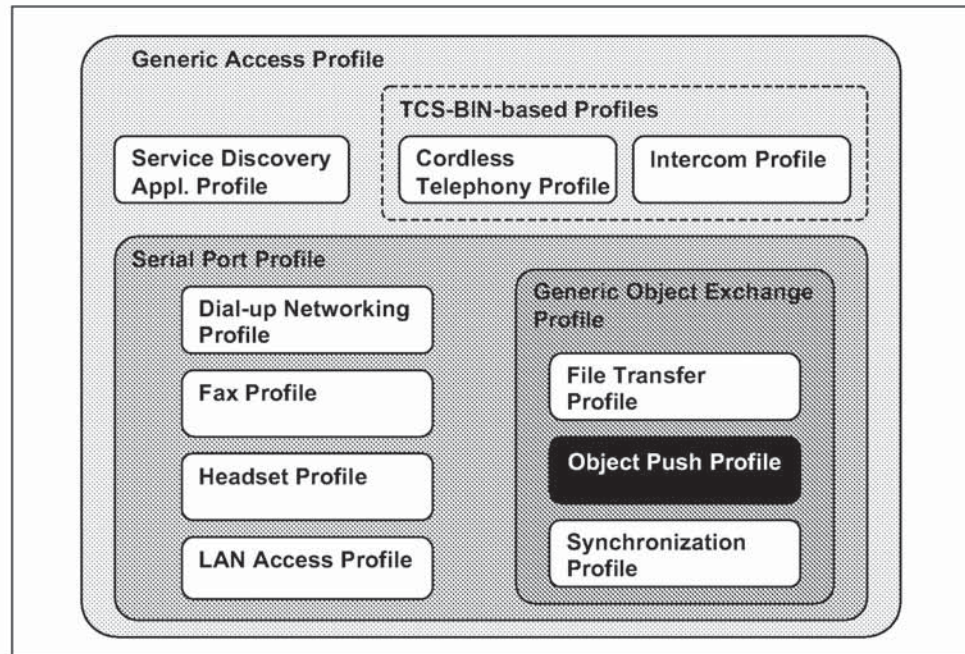 Generic Access Profile
TCS-BIN-based Profiles
Service Discovery
Appl. Profile
Cordless
Telephony Profile
Intercom Profile
Serial Port Profile
Dial-up Networking
Profile
Fax Profile
Headset Profile
LAN Access Profile
Generic Object Exchange
Profile
File Transfer
Profile
Object Push Profile
Synchronization
Profile